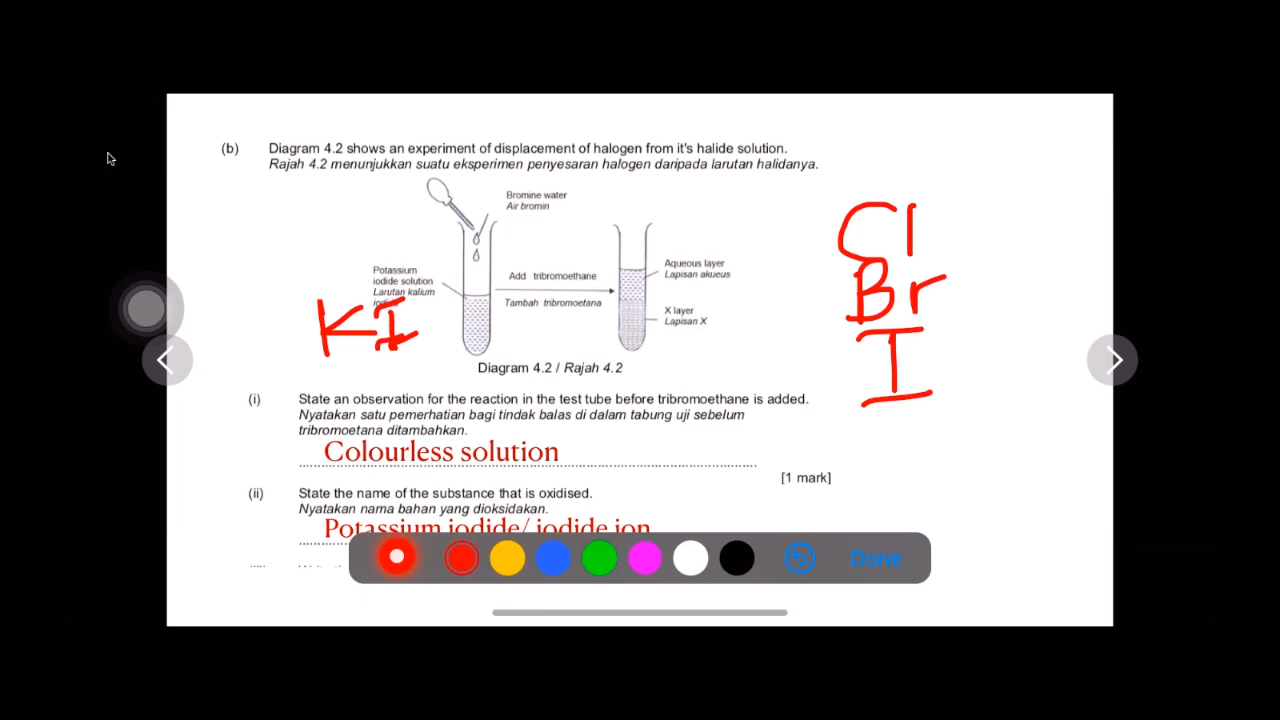 (b) Diagram 4.2 shows an experiment of displacement of halogen from it's halide solution.
Rajah 4.2 menunjukkan suatu eksperimen penyesaran halogen daripada larutan halidanya.
Bromine water
Air bromin
Potassium
iodide solution
Larutan kalium
KI
Add tribromoethane
Tambah tribromoetana
Aqueous layer
Lapisan akueus
X layer
Lapisan X
Cl
Br
I
Diagram 4.2 / Rajah 4.2
(i) State an observation for the reaction in the test tube before tribromoethane is added.
Nyatakan satu pemerhatian bagi tindak balas di dalam tabung uji sebelum
tribromoetana ditambahkan.
Colourless solution
[1 mark]
(ii) State the name of the substance that is oxidised.
Nyatakan nama bahan yang dioksidakan.
Potassium iodide/ iodide ion
Done